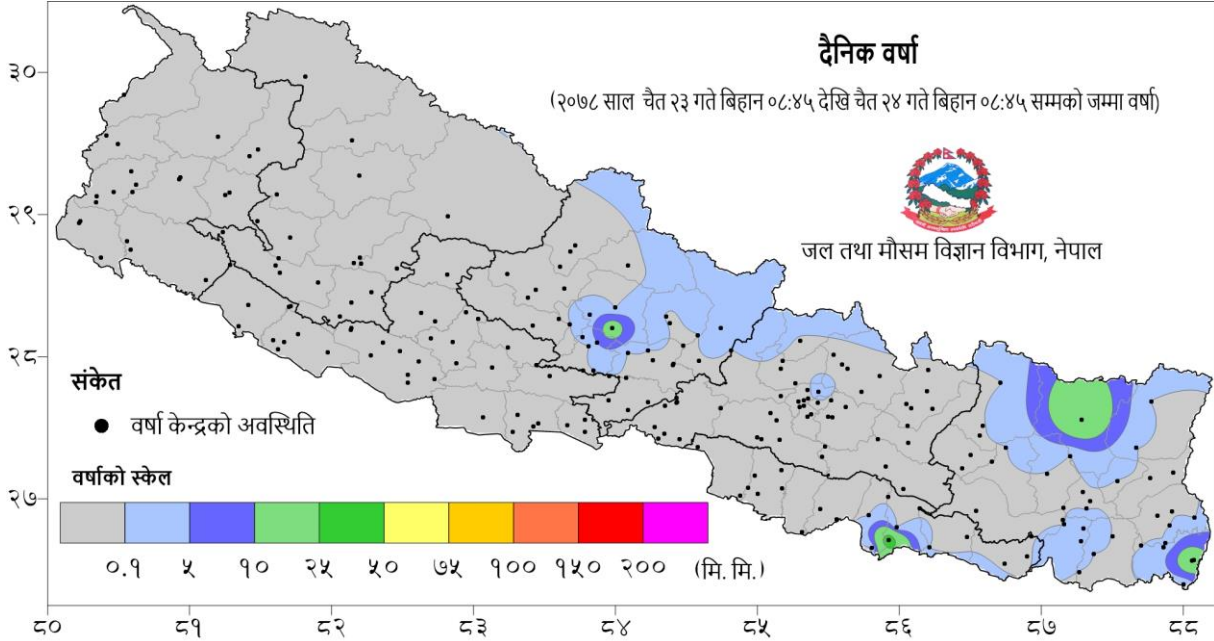 दैनिक वर्षा
(२०७८ साल चैत २३ गते बिहान ०८:४५ देखि चैत २४ गते बिहान ०८:४५ सम्मको जम्मा वर्षा)
जल तथा मौसम विज्ञान विभाग, नेपाल
३०
२९
२८
२७
संकेत
वर्षा केन्द्रको अवस्थिति
वर्षाको स्केल
०.१ ५ १० २५ ५० ७५ १०० १५० २०० (मि. मि.)
८० ८१ ८२ ८३ ८४ ८५ ८६ ८७ ८८